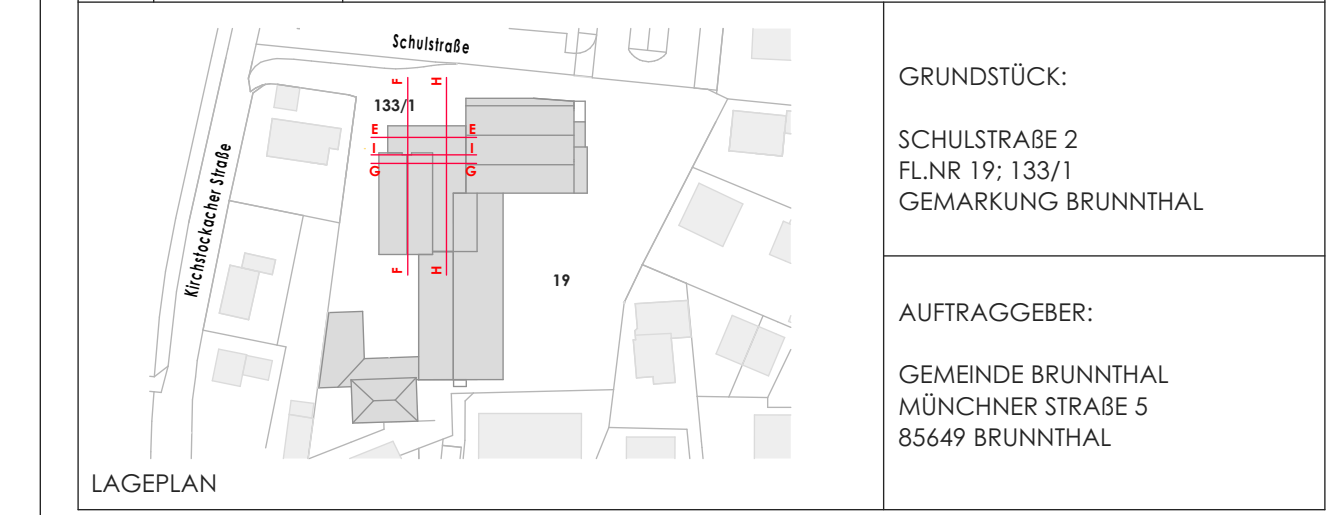 Schulstraße
Kirchstockacher Straße
F H
133/1
E E
I I
G G
F H
19
LAGEPLAN
GRUNDSTÜCK:
SCHULSTRAßE 2
FL.NR 19; 133/1
GEMARKUNG BRUNNTHAL
AUFTRAGGEBER:
GEMEINDE BRUNNTHAL
MÜNCHNER STRAßE 5
85649 BRUNNTHAL